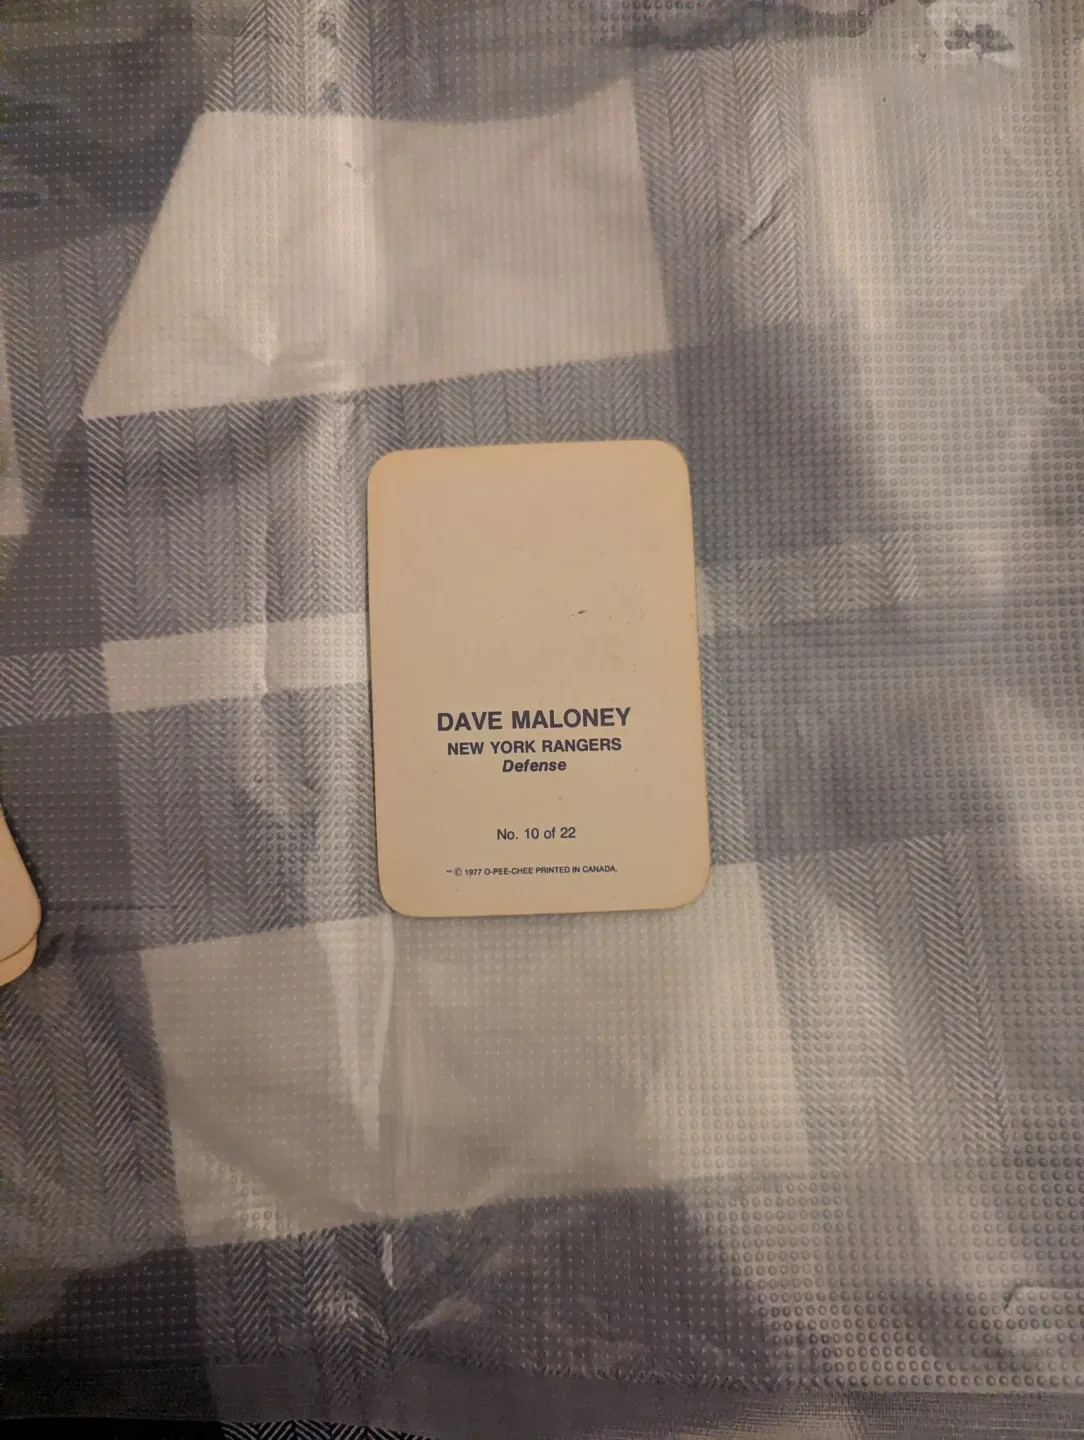 DAVE MALONEY
NEW YORK RANGERS
Defense
No. 10 of 22
** © 1977 O-PEE-CHEE PRINTED IN CANADA.